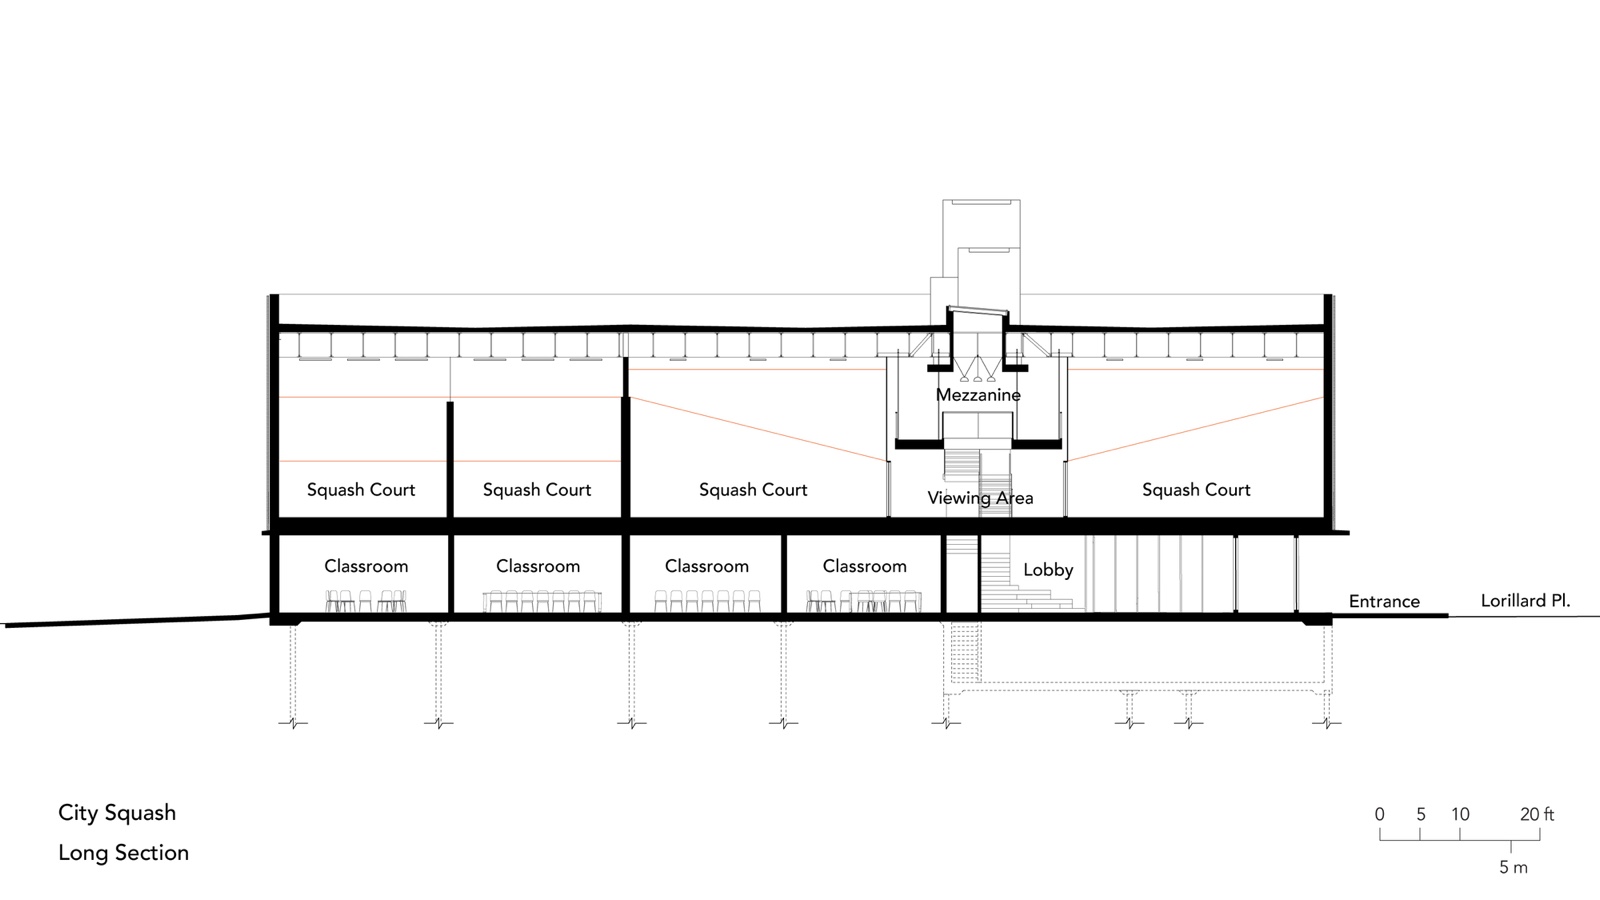 Mezzanine
Squash Court
Squash Court
Squash Court
Viewing Area
Squash Court
Classroom
Classroom
Classroom
Classroom
Lobby
Entrance
Lorillard Pl.
City Squash
Long Section
0 5 10 20 ft
5 m